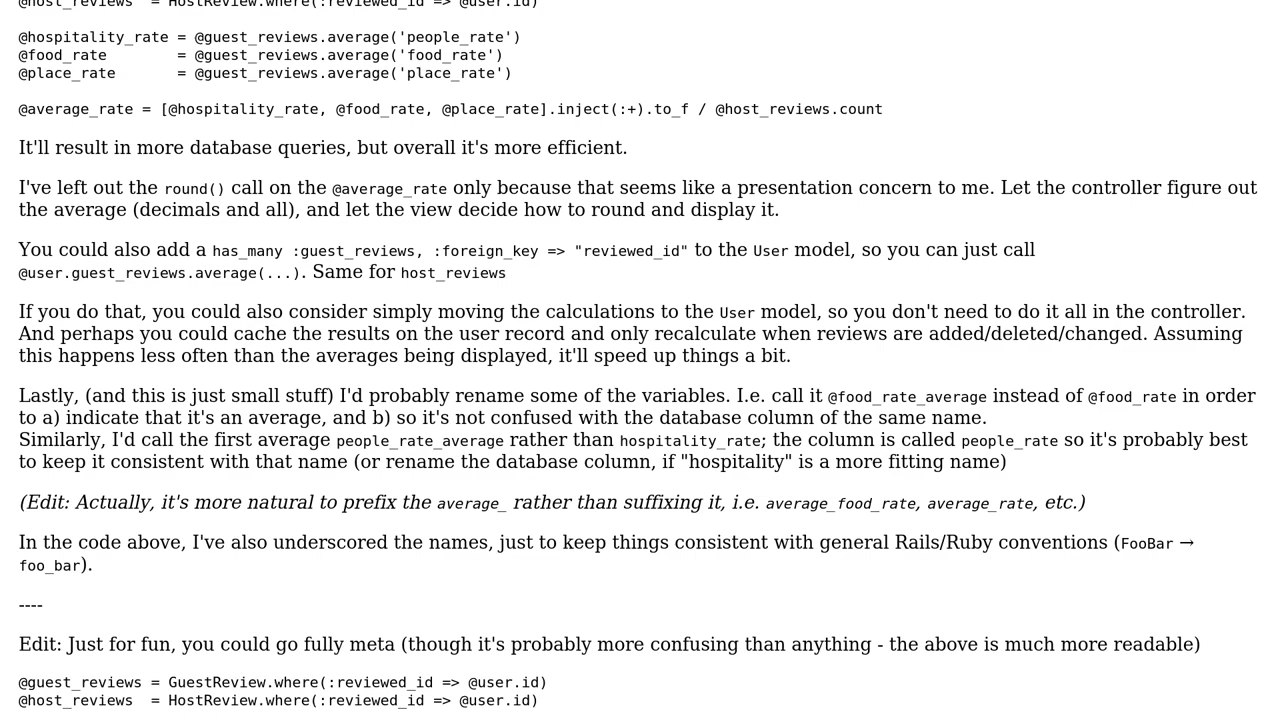 @host_reviews  = HostReview.where(:reviewed_id => @user.id)
@hospitality_rate = @guest_reviews.average('people_rate')
@food_rate        = @guest_reviews.average('food_rate')
@place_rate       = @guest_reviews.average('place_rate')
@average_rate = [@hospitality_rate, @food_rate, @place_rate].inject(:+).to_f / @host_reviews.count
It'll result in more database queries, but overall it's more efficient.
I've left out the round() call on the @average_rate only because that seems like a presentation concern to me. Let the controller figure out
the average (decimals and all), and let the view decide how to round and display it.
You could also add a has_many :guest_reviews, :foreign_key => "reviewed_id" to the User model, so you can just call
@user.guest_reviews.average(...). Same for host_reviews
If you do that, you could also consider simply moving the calculations to the User model, so you don't need to do it all in the controller.
And perhaps you could cache the results on the user record and only recalculate when reviews are added/deleted/changed. Assuming
this happens less often than the averages being displayed, it'll speed up things a bit.
Lastly, (and this is just small stuff) I'd probably rename some of the variables. I.e. call it @food_rate_average instead of @food_rate in order
to a) indicate that it's an average, and b) so it's not confused with the database column of the same name.
Similarly, I'd call the first average people_rate_average rather than hospitality_rate; the column is called people_rate so it's probably best
to keep it consistent with that name (or rename the database column, if "hospitality" is a more fitting name)
(Edit: Actually, it's more natural to prefix the average_ rather than suffixing it, i.e. average_food_rate, average_rate, etc.)
In the code above, I've also underscored the names, just to keep things consistent with general Rails/Ruby conventions (FooBar →
foo_bar).
----
Edit: Just for fun, you could go fully meta (though it's probably more confusing than anything - the above is much more readable)
@guest_reviews = GuestReview.where(:reviewed_id => @user.id)
@host_reviews  = HostReview.where(:reviewed_id => @user.id)